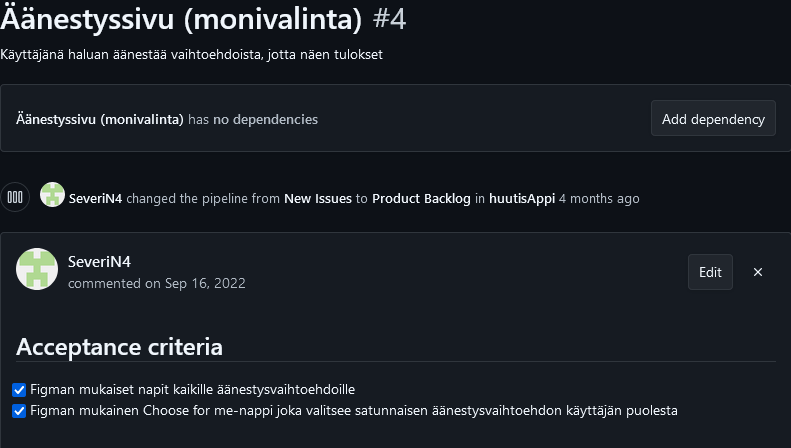 Äänestyssivu (monivalinta) #4
Käyttäjänä haluan äänestää vaihtoehdoista, jotta näen tulokset
Äänestyssivu (monivalinta) has no dependencies
Add dependency
SeveriN4 changed the pipeline from New Issues to Product Backlog in huutisAppi 4 months ago
SeveriN4
commented on Sep 16, 2022
Edit
Acceptance criteria
Figman mukaiset napit kaikille äänestysvaihtoehdoille
Figman mukainen Choose for me-nappi joka valitsee satunnaisen äänestysvaihtoehdon käyttäjän puolesta